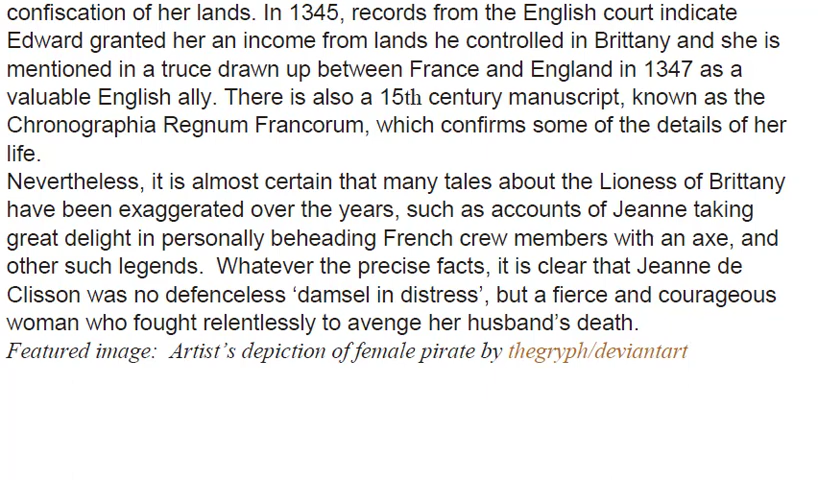 confiscation of her lands. In 1345, records from the English court indicate
Edward granted her an income from lands he controlled in Brittany and she is
mentioned in a truce drawn up between France and England in 1347 as a
valuable English ally. There is also a 15th century manuscript, known as the
Chronographia Regnum Francorum, which confirms some of the details of her
life.
Nevertheless, it is almost certain that many tales about the Lioness of Brittany
have been exaggerated over the years, such as accounts of Jeanne taking
great delight in personally beheading French crew members with an axe, and
other such legends.  Whatever the precise facts, it is clear that Jeanne de
Clisson was no defenceless ‘damsel in distress’, but a fierce and courageous
woman who fought relentlessly to avenge her husband’s death.
Featured image:  Artist’s depiction of female pirate by thegryph/deviantart